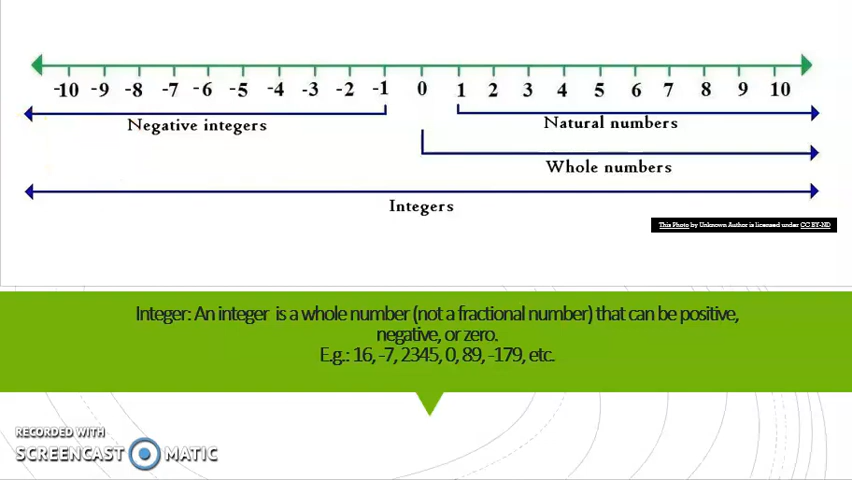 -10 -9 -8 -7 -6 -5 -4 -3 -2 -1 0 1 2 3 4 5 6 7 8 9 10
Negative integers
Natural numbers
Whole numbers
Integers
This Photo by Unknown Author is licensed under CC BY-ND
Integer: An integer is a whole number (not a fractional number) that can be positive,
negative, or zero.
E.g.: 16, -7, 2345, 0, 89, -179, etc.
RECORDED WITH
SCREENCAST MATIC